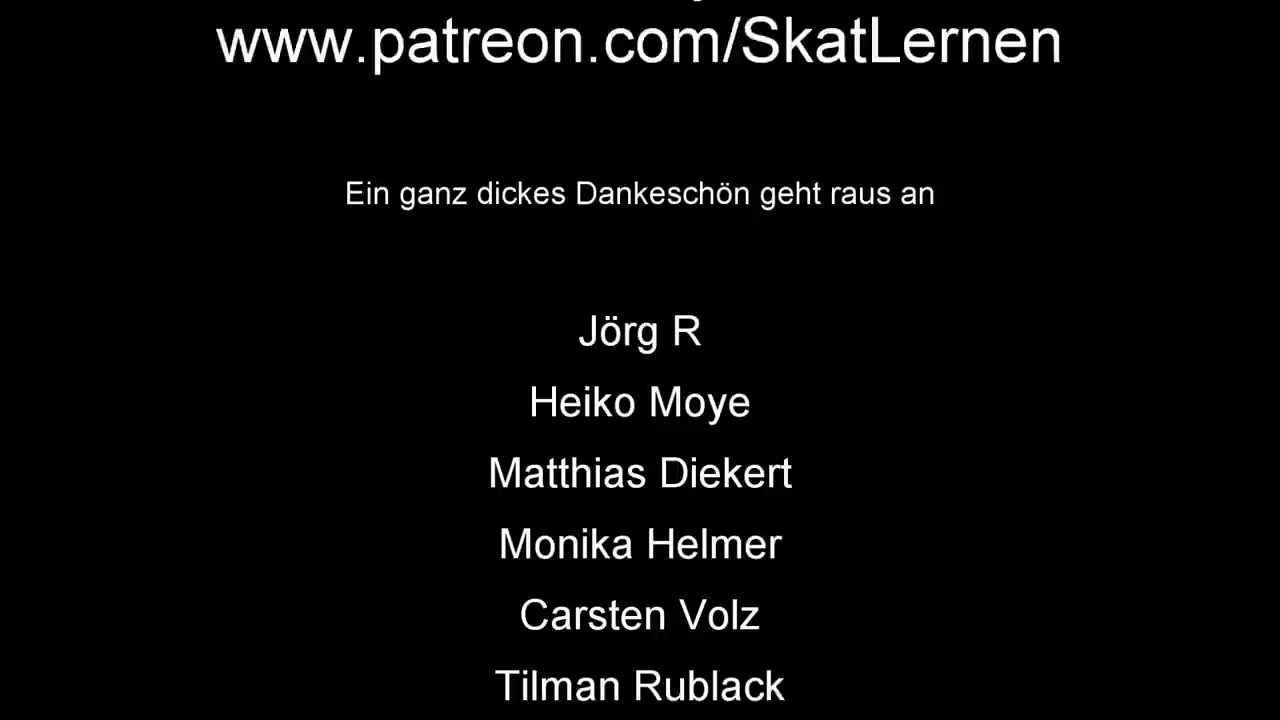 www.patreon.com/SkatLernen
Ein ganz dickes Dankeschön geht raus an
Jörg R
Heiko Moye
Matthias Diekert
Monika Helmer
Carsten Volz
Tilman Rublack